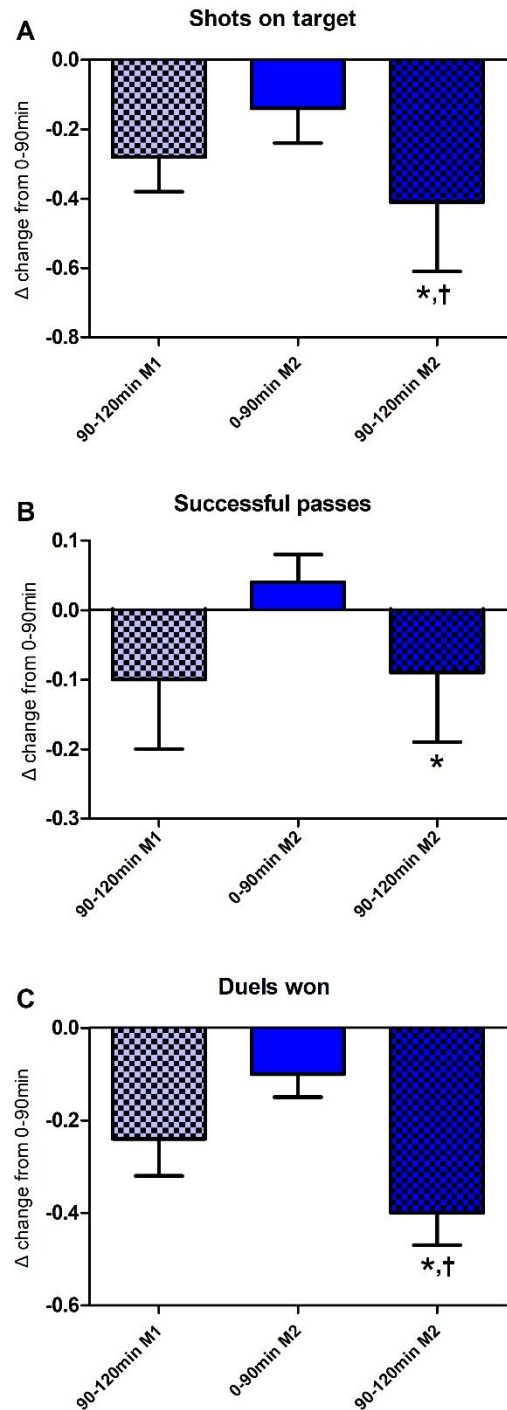 A
Shots on target
Δ change from 0-90min
0.0
-0.2
-0.4
-0.6
-0.8
*,†
90-120min M1
0-90min M2
90-120min M2
B
Successful passes
Δ change from 0-90min
0.1
0.0
-0.1
-0.2
-0.3
*
90-120min M1
0-90min M2
90-120min M2
C
Duels won
Δ change from 0-90min
0.0
-0.2
-0.4
-0.6
*,†
90-120min M1
0-90min M2
90-120min M2